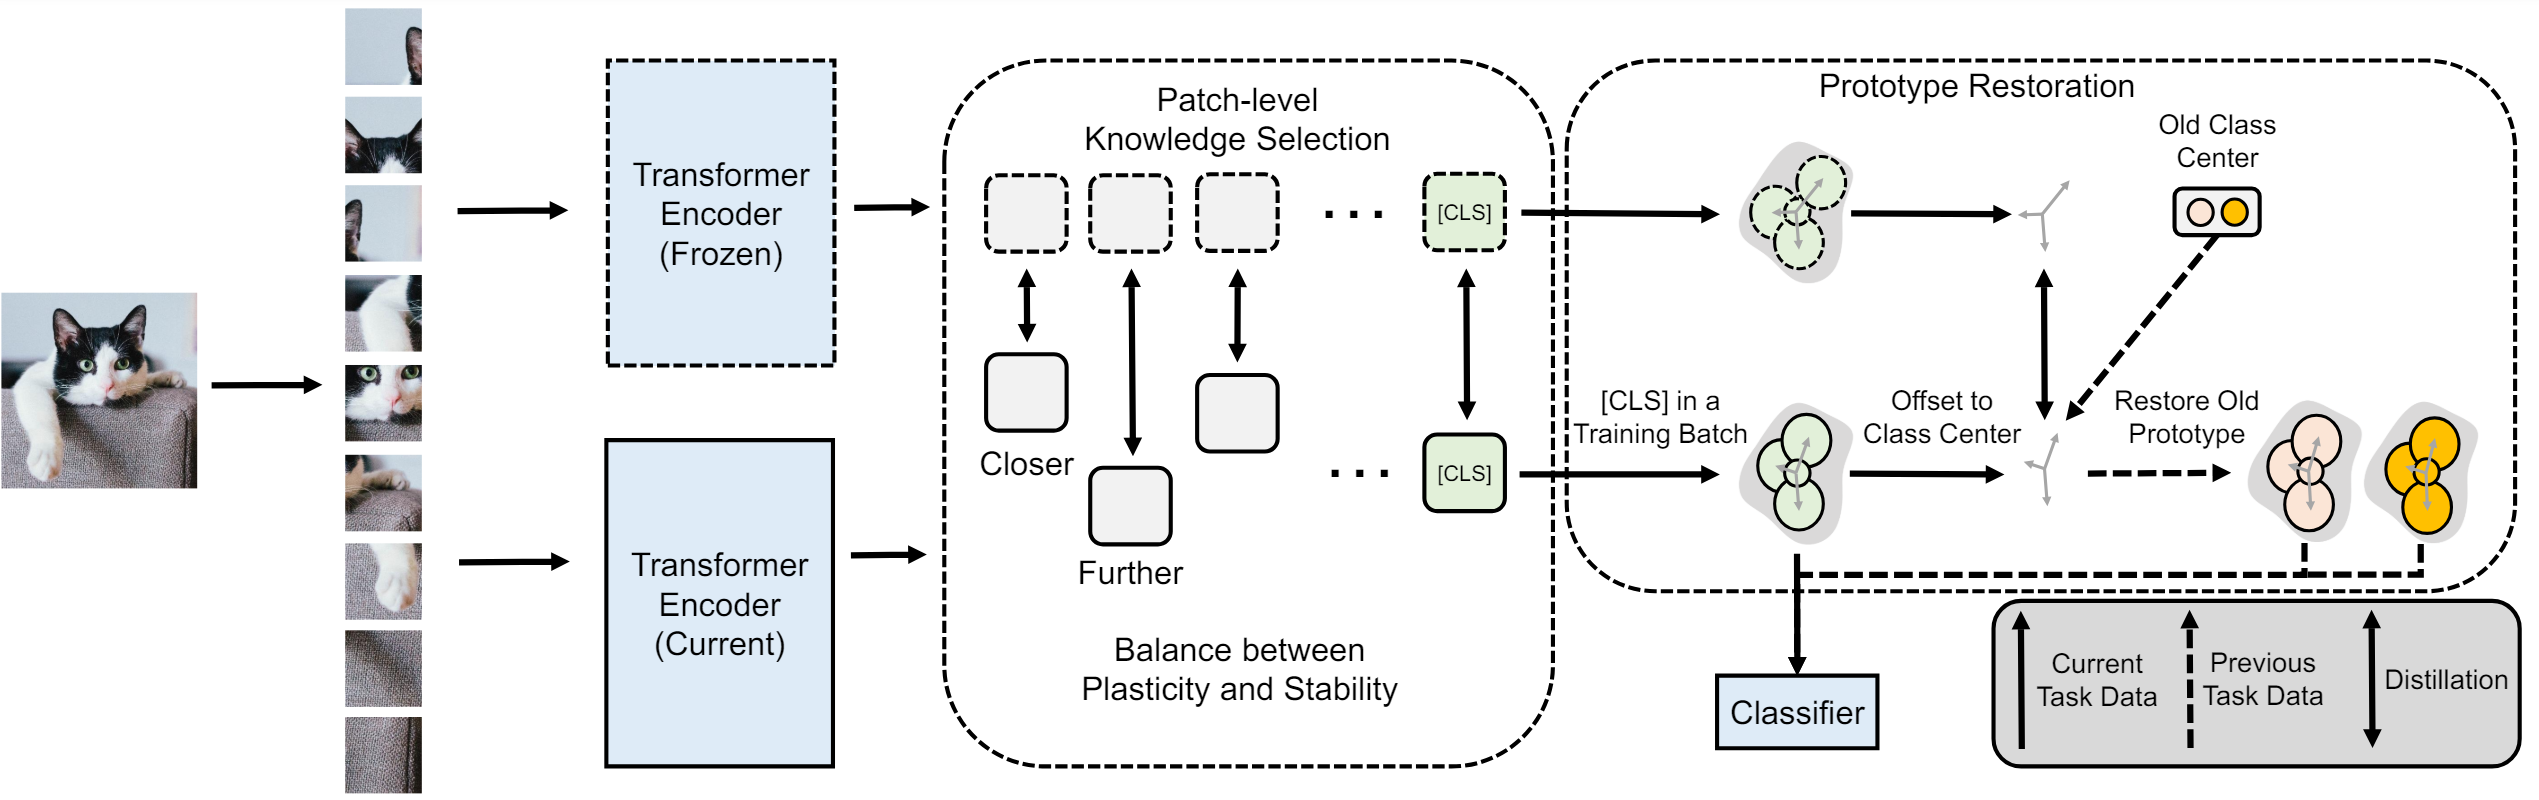 Transformer
Encoder
(Frozen)
Transformer
Encoder
(Current)
Patch-level
Knowledge Selection
[CLS]
Closer
Further
[CLS]
Balance between
Plasticity and Stability
Prototype Restoration
Old Class
Center
[CLS] in a
Training Batch
Offset to
Class Center
Restore Old
Prototype
Classifier
Current
Task Data
Previous
Task Data
Distillation